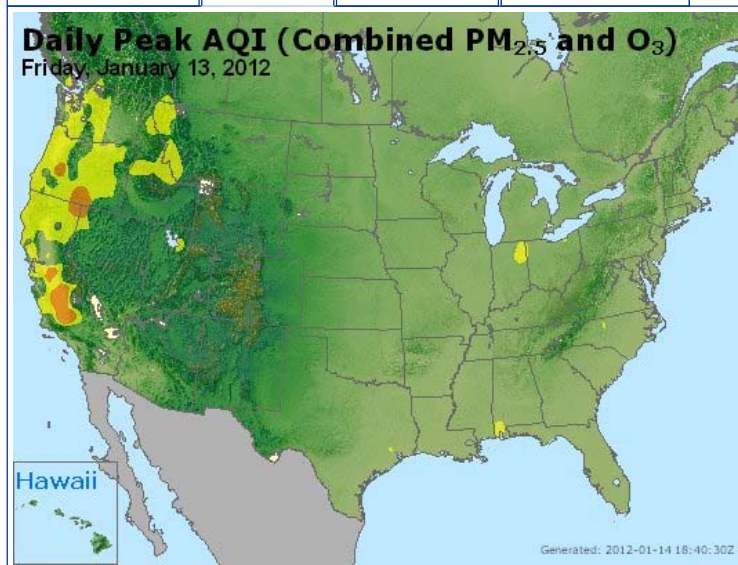 Daily Peak AQI (Combined PM2.5 and O3)
Friday, January 13, 2012
Hawaii
Generated: 2012-01-14 18:40:30Z